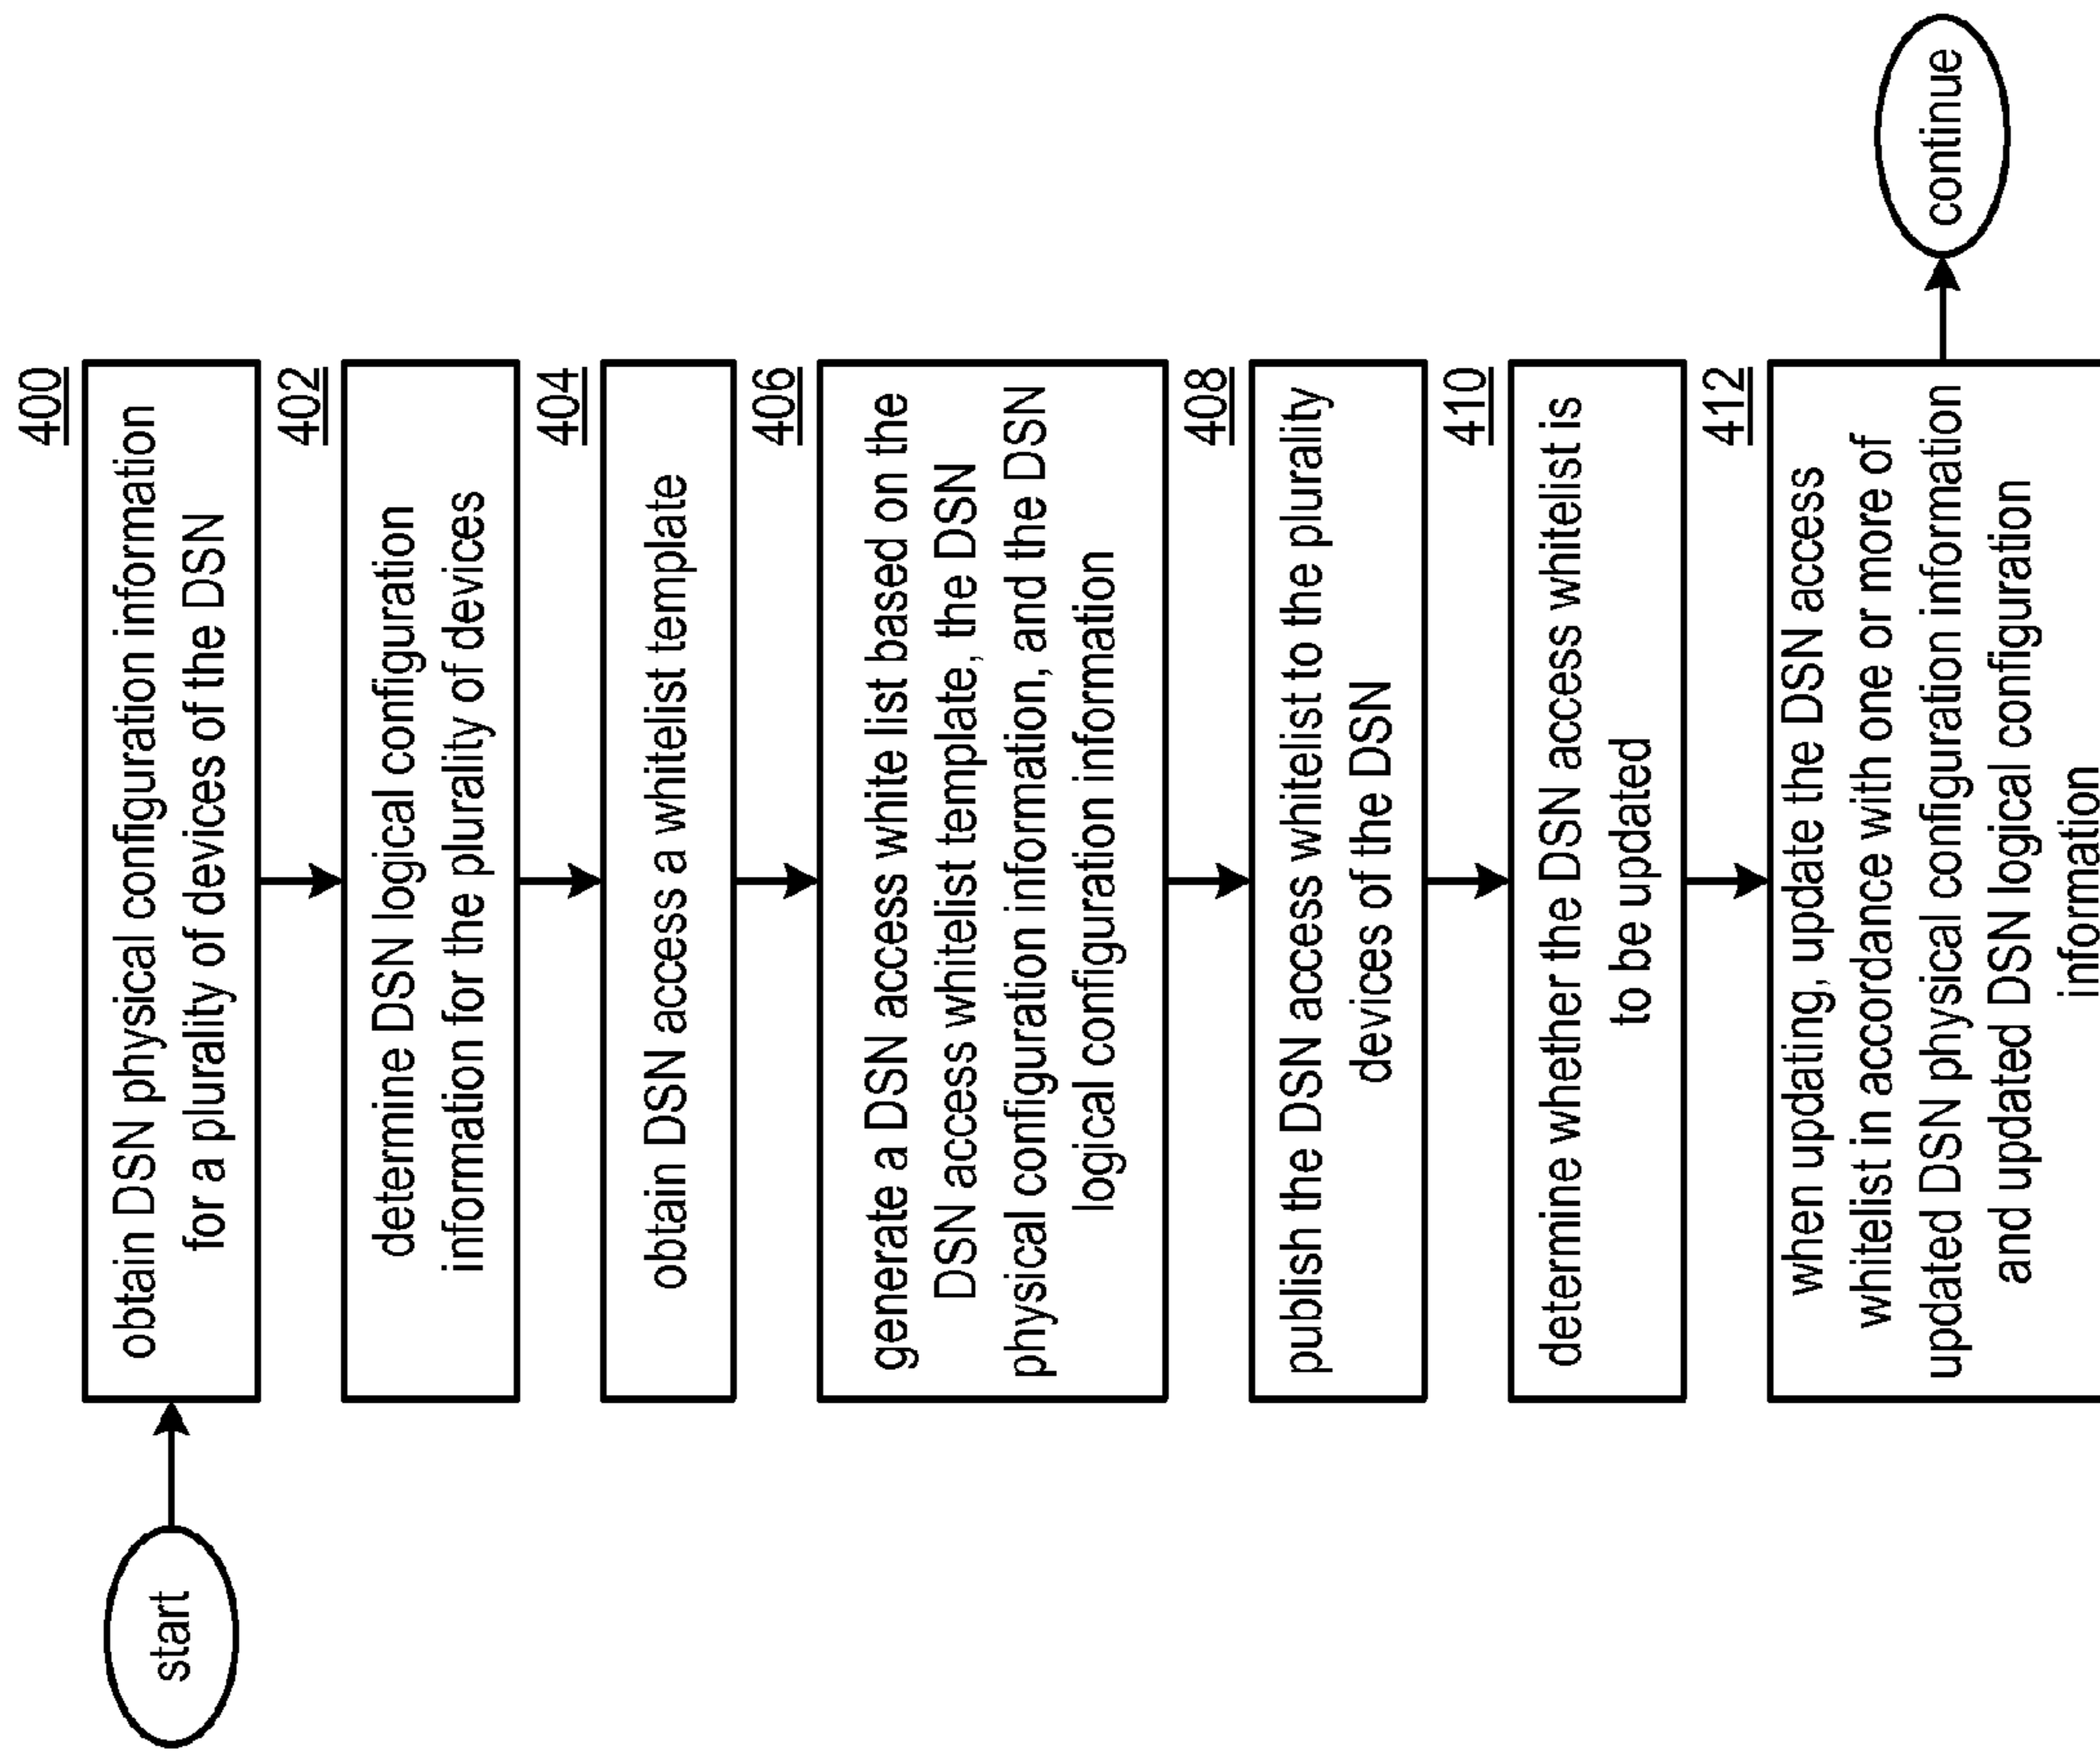 start
400
obtain DSN physical configuration information
for a plurality of devices of the DSN
402
determine DSN logical configuration
information for the plurality of devices
404
obtain DSN access a whitelist template
406
generate a DSN access white list based on the
DSN access whitelist template, the DSN
physical configuration information, and the DSN
logical configuration information
408
publish the DSN access whitelist to the plurality
devices of the DSN
410
determine whether the DSN access whitelist is
to be updated
412
when updating, update the DSN access
whitelist in accordance with one or more of
updated DSN physical configuration information
and updated DSN logical configuration
information
continue